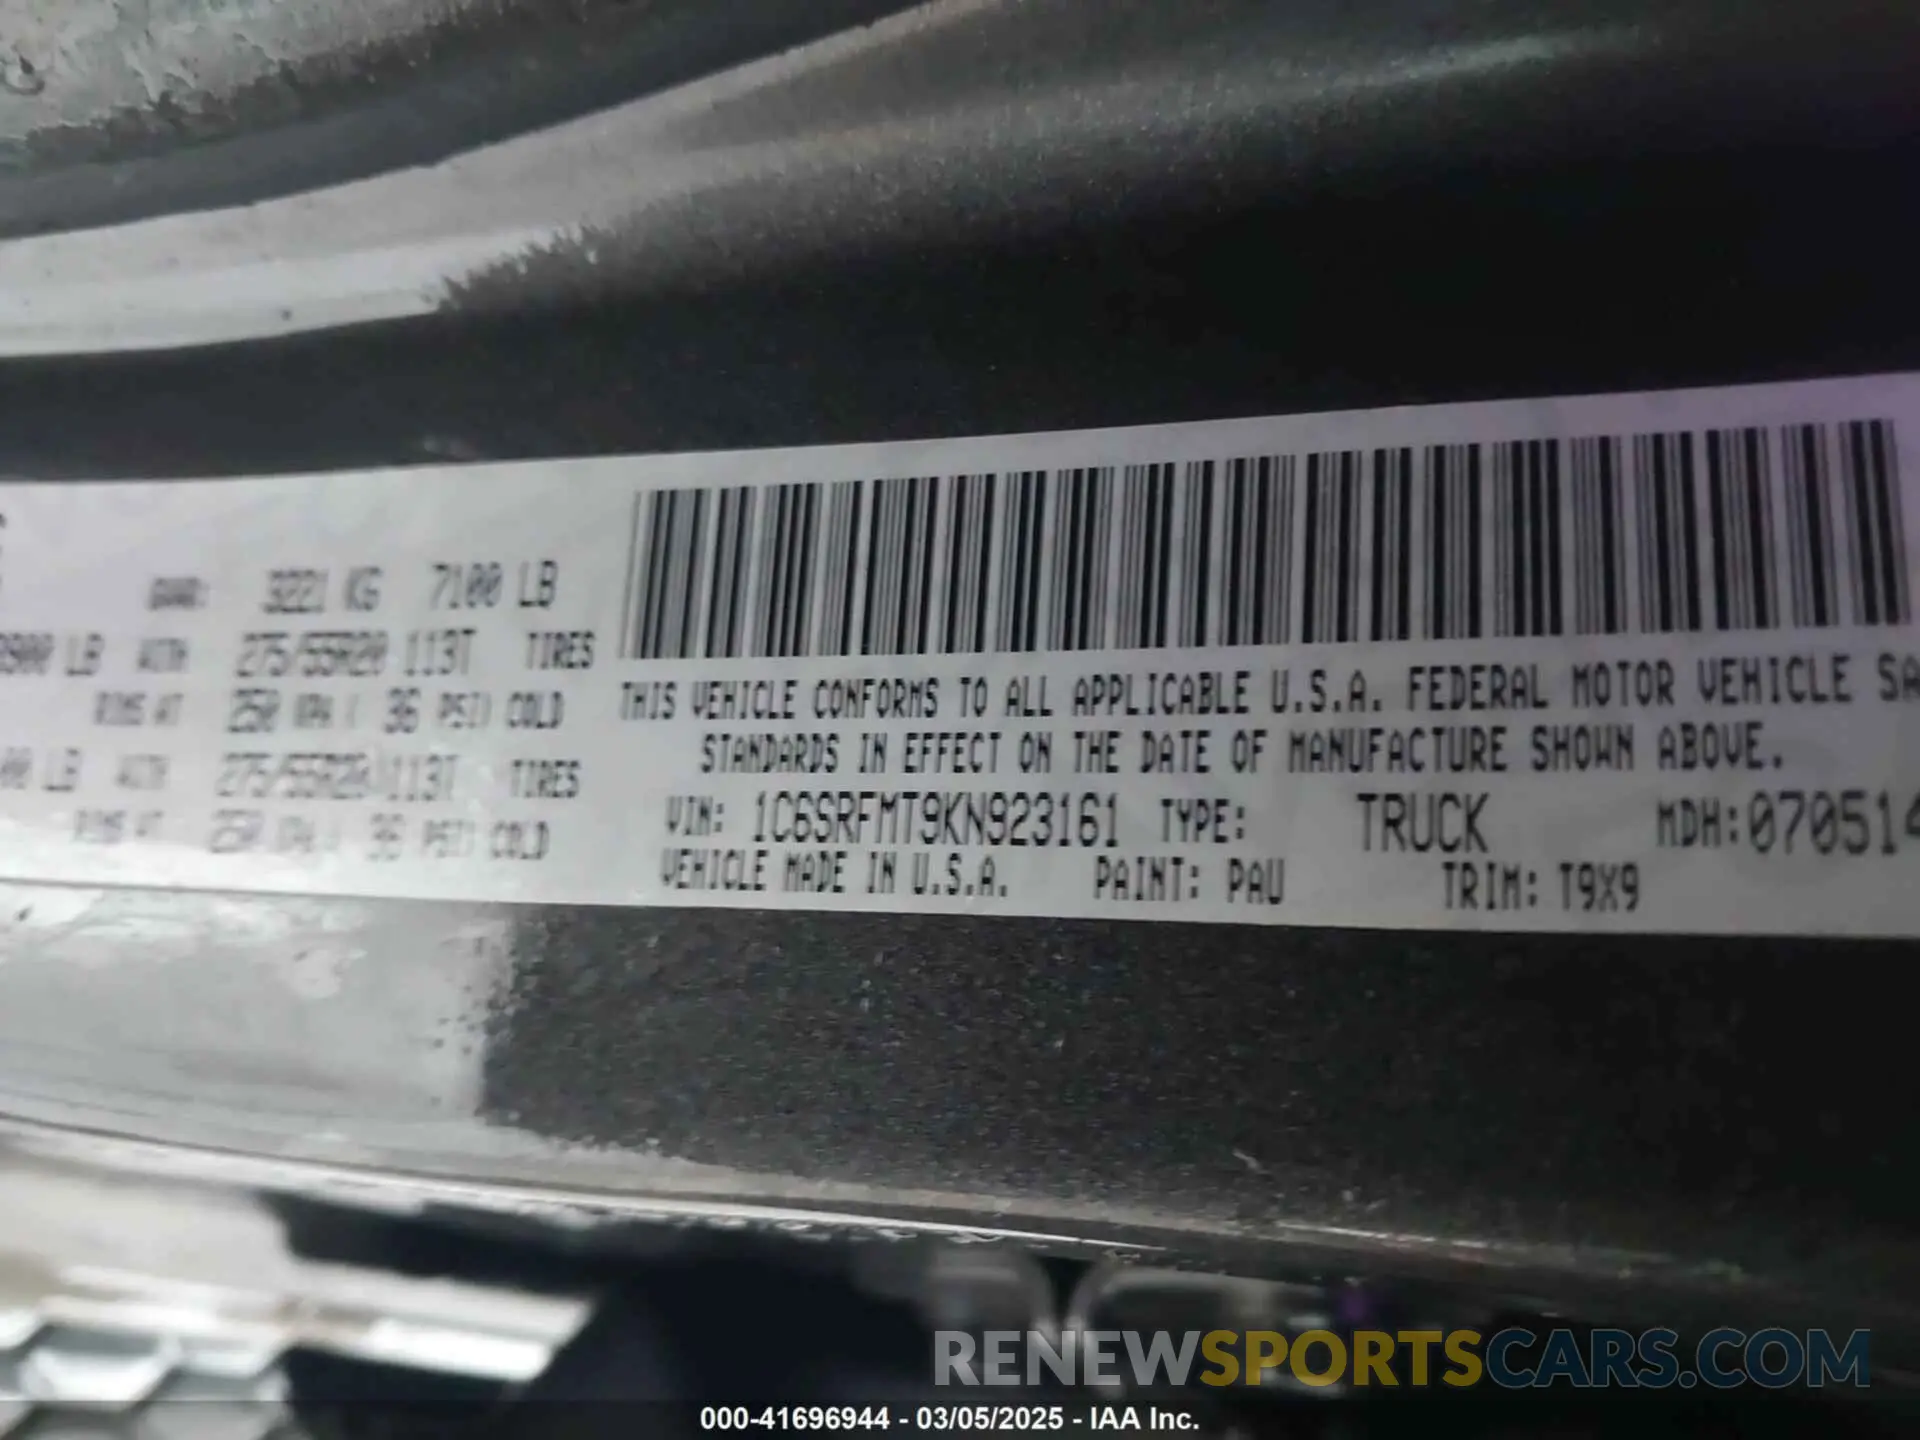 GVWR: 3221 KG 7100 LB
900 LB WITH 275/55R20 113T TIRES
RIMS AT 250 KPA ( 36 PSI) COLD
00 LB WITH 275/55R20 113T TIRES
RIMS AT 250 KPA ( 36 PSI) COLD
THIS VEHICLE CONFORMS TO ALL APPLICABLE U.S.A. FEDERAL MOTOR VEHICLE SA
STANDARDS IN EFFECT ON THE DATE OF MANUFACTURE SHOWN ABOVE.
VIN: 1C6SRFMT9KN923161 TYPE: TRUCK MDH:070514
VEHICLE MADE IN U.S.A. PAINT: PAU TRIM: T9X9
RENEWSPORTSCARS.COM
000-41696944 - 03/05/2025 - IAA Inc.